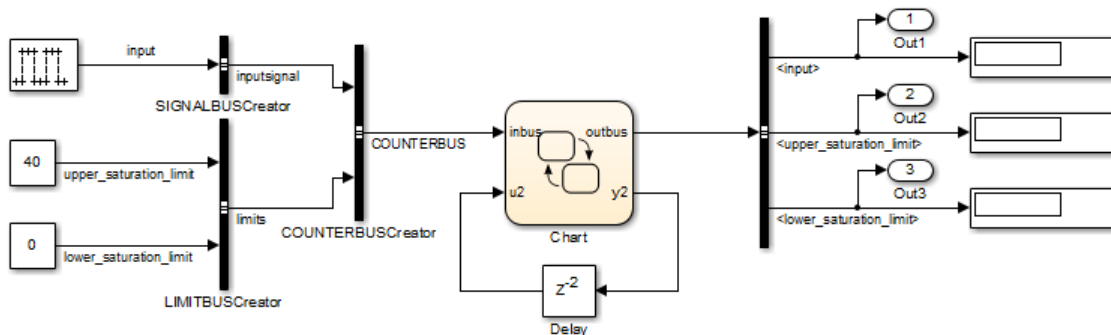 input
inputsignal
SIGNALBUSCreator
40
upper_saturation_limit
0
lower_saturation_limit
limits
LIMITBUSCreator
COUNTERBUS
COUNTERBUSCreator
inbus
outbus
u2
y2
Chart
Z-2
Delay
1
Out1
<input>
2
Out2
<upper_saturation_limit>
3
Out3
<lower_saturation_limit>